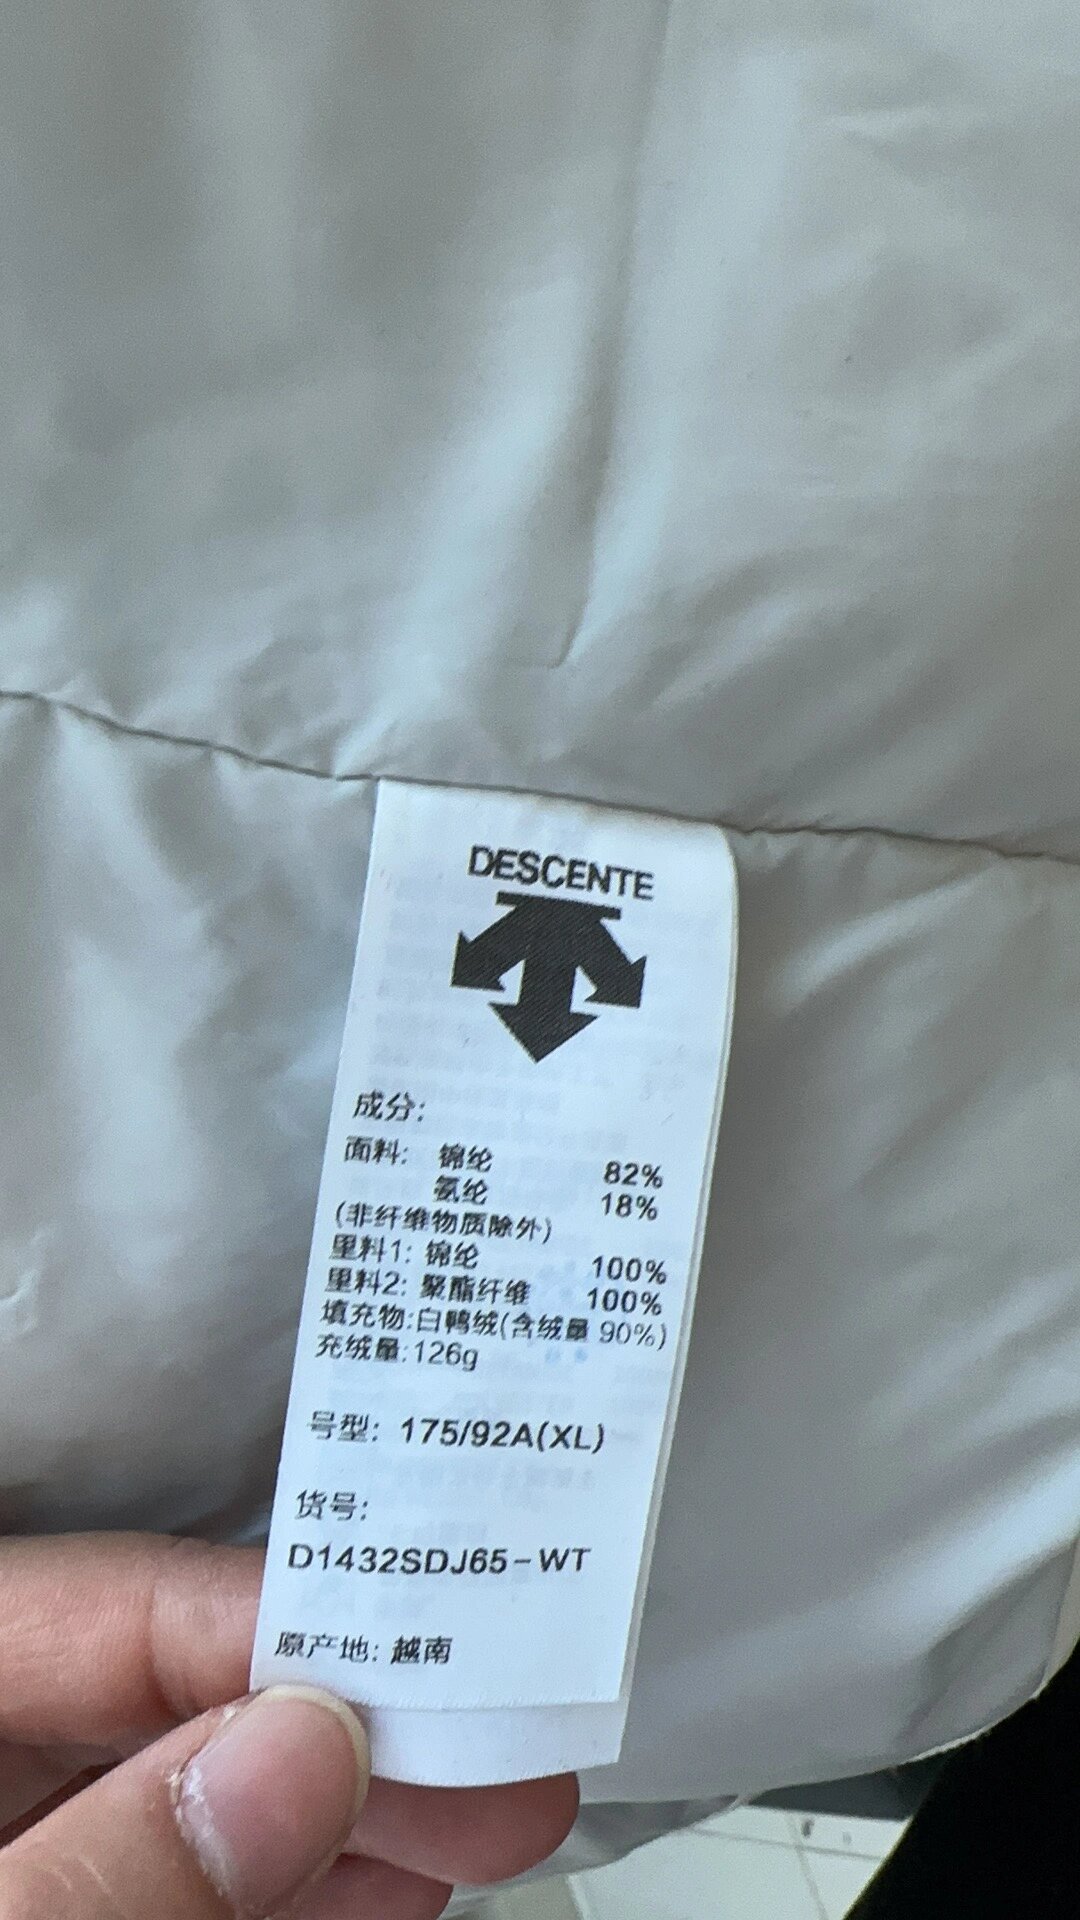 DESCENTE
成分:
面料: 锦纶 82%
氨纶 18%
(非纤维物质除外)
里料1: 锦纶 100%
里料2: 聚酯纤维 100%
填充物:白鸭绒(含绒量 90%)
充绒量:126g
号型: 175/92A(XL)
货号:
D1432SDJ65-WT
原产地: 越南